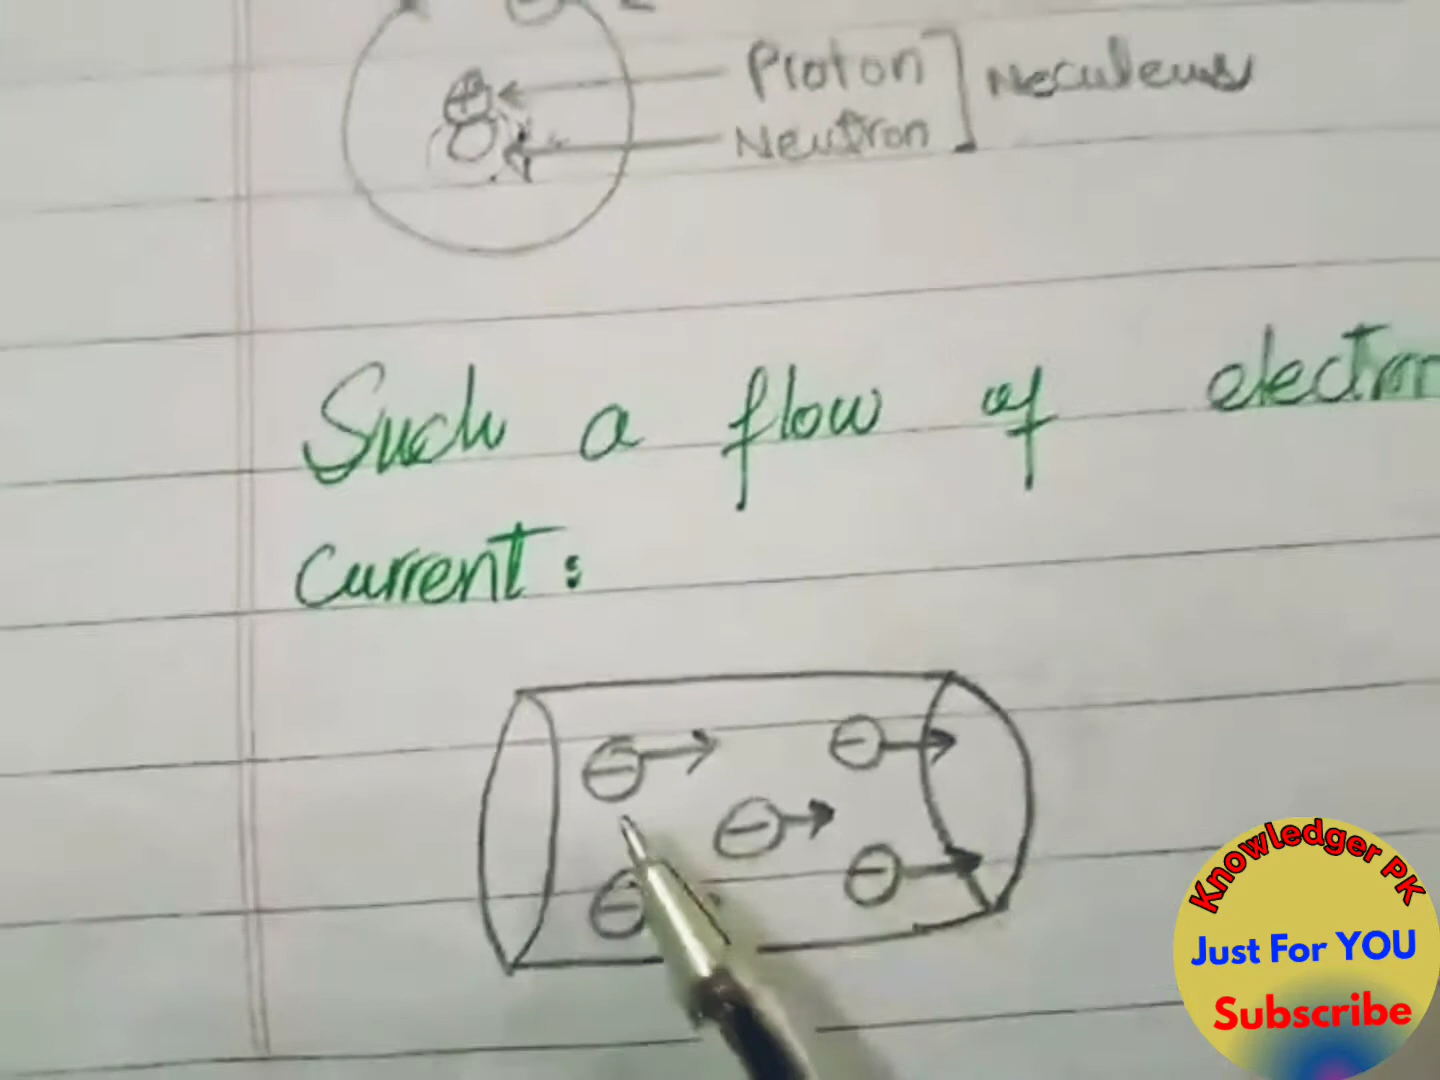 Proton
Neutron
Neculeus
Such a flow of electron
Current:
Knowledger PK
Just For YOU
Subscribe